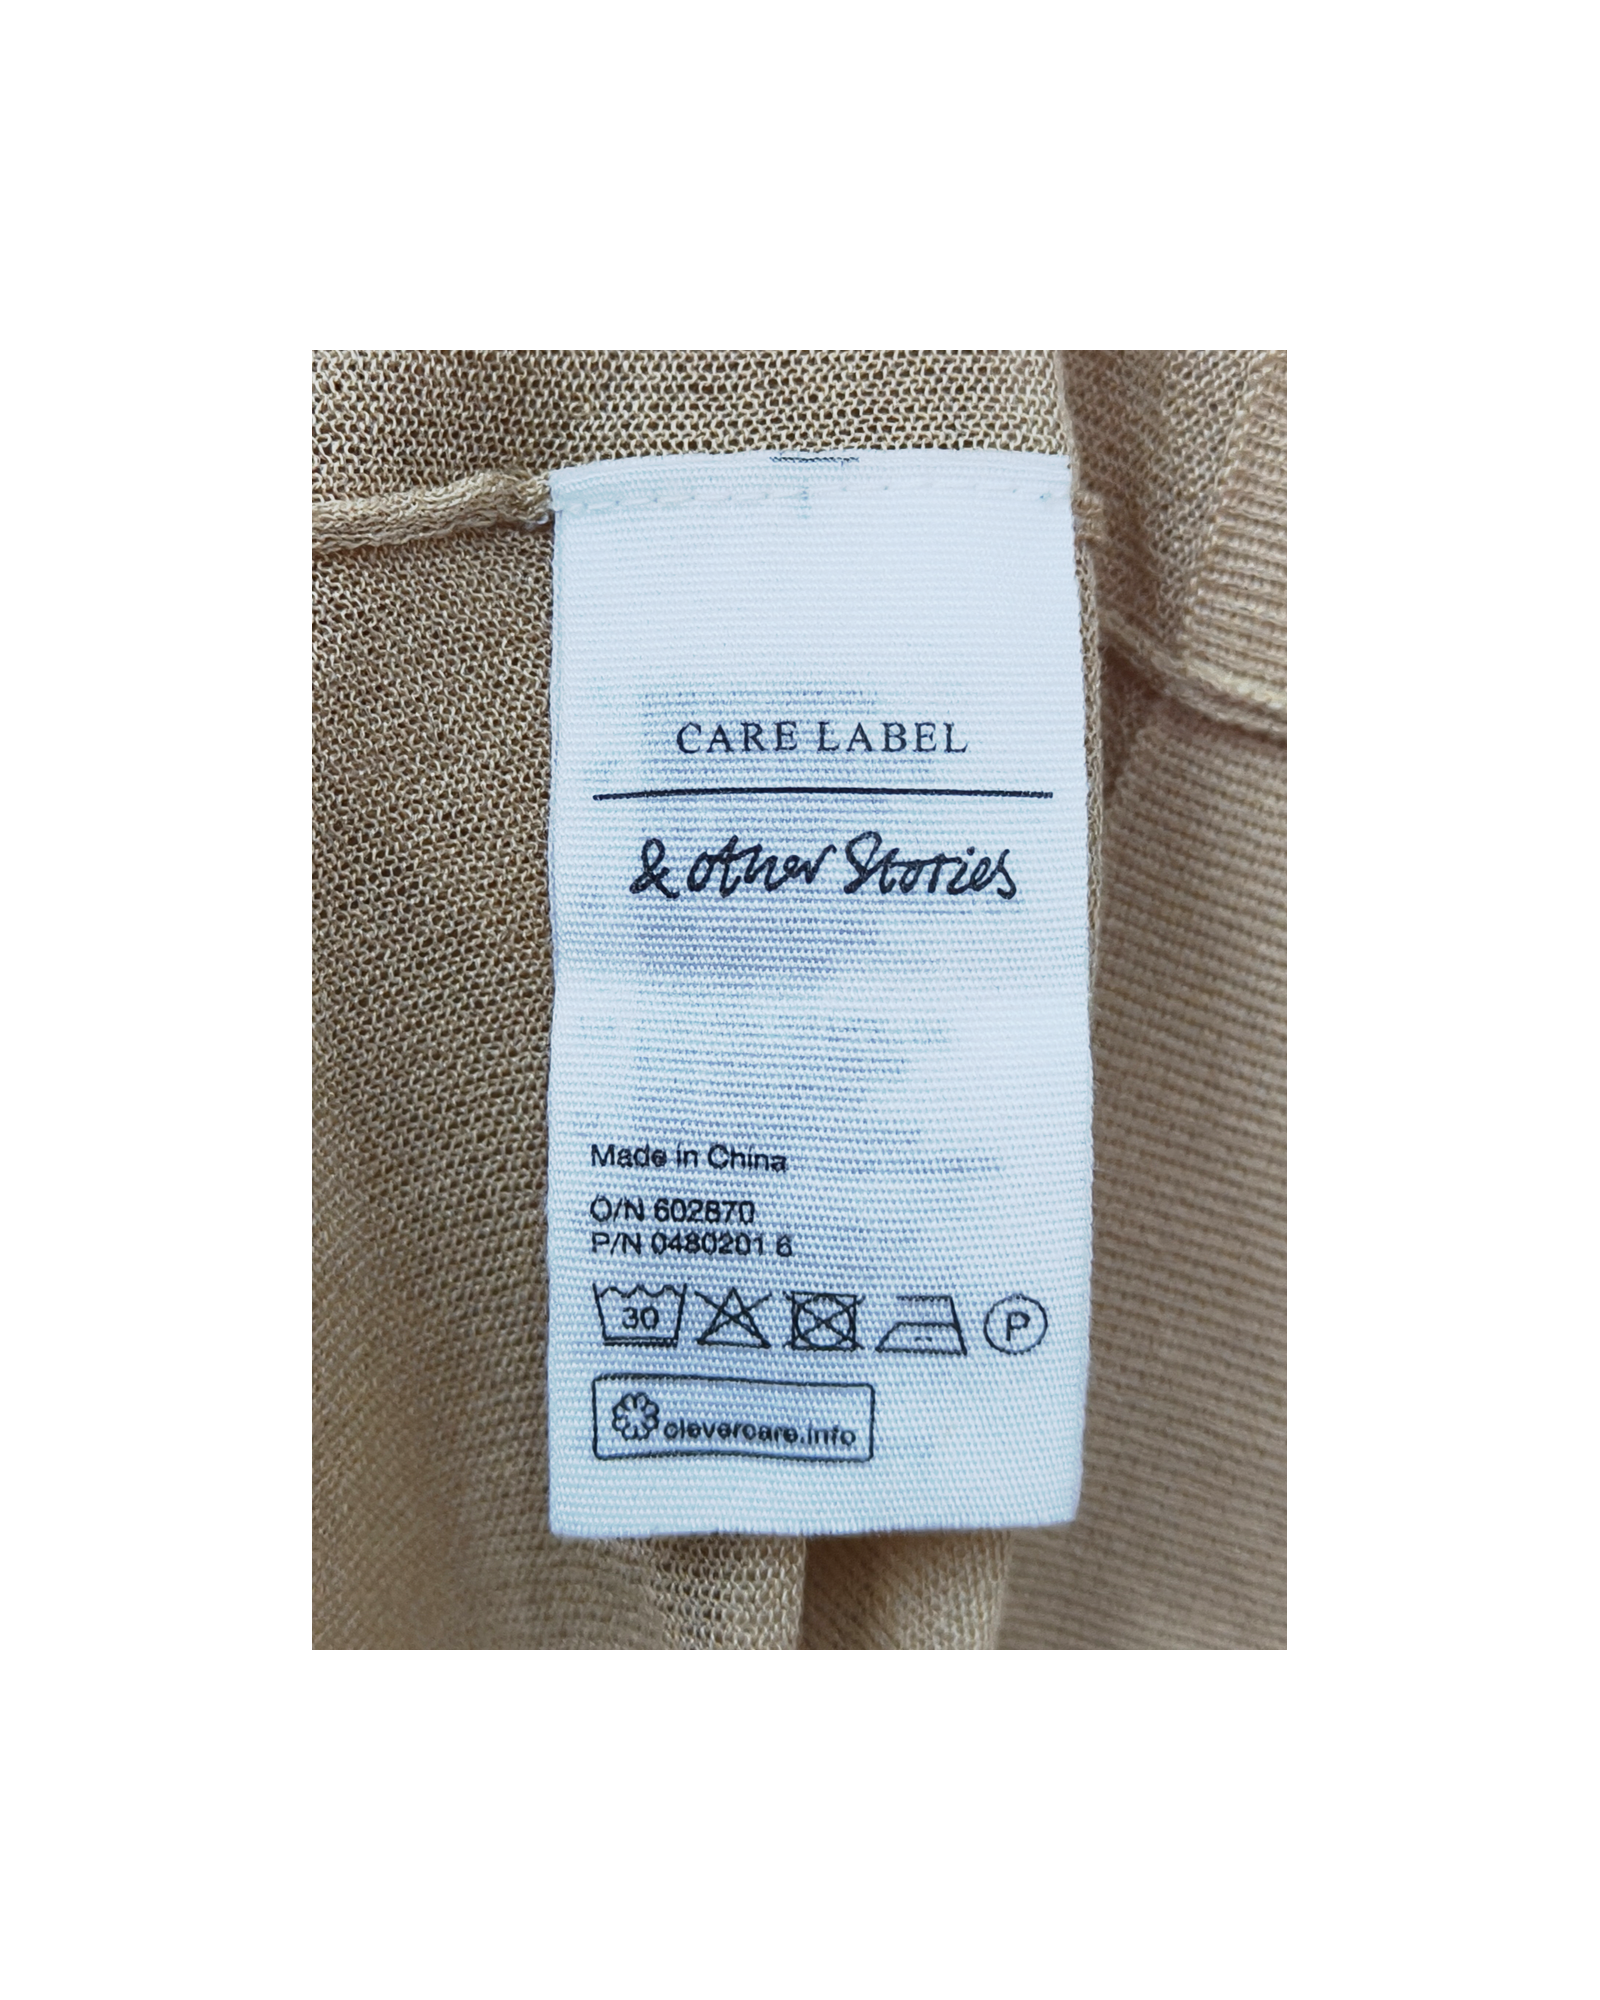 CARE LABEL
& other Stories
Made in China
O/N 602870
P/N 0480201 6
30
P
clevercare.info